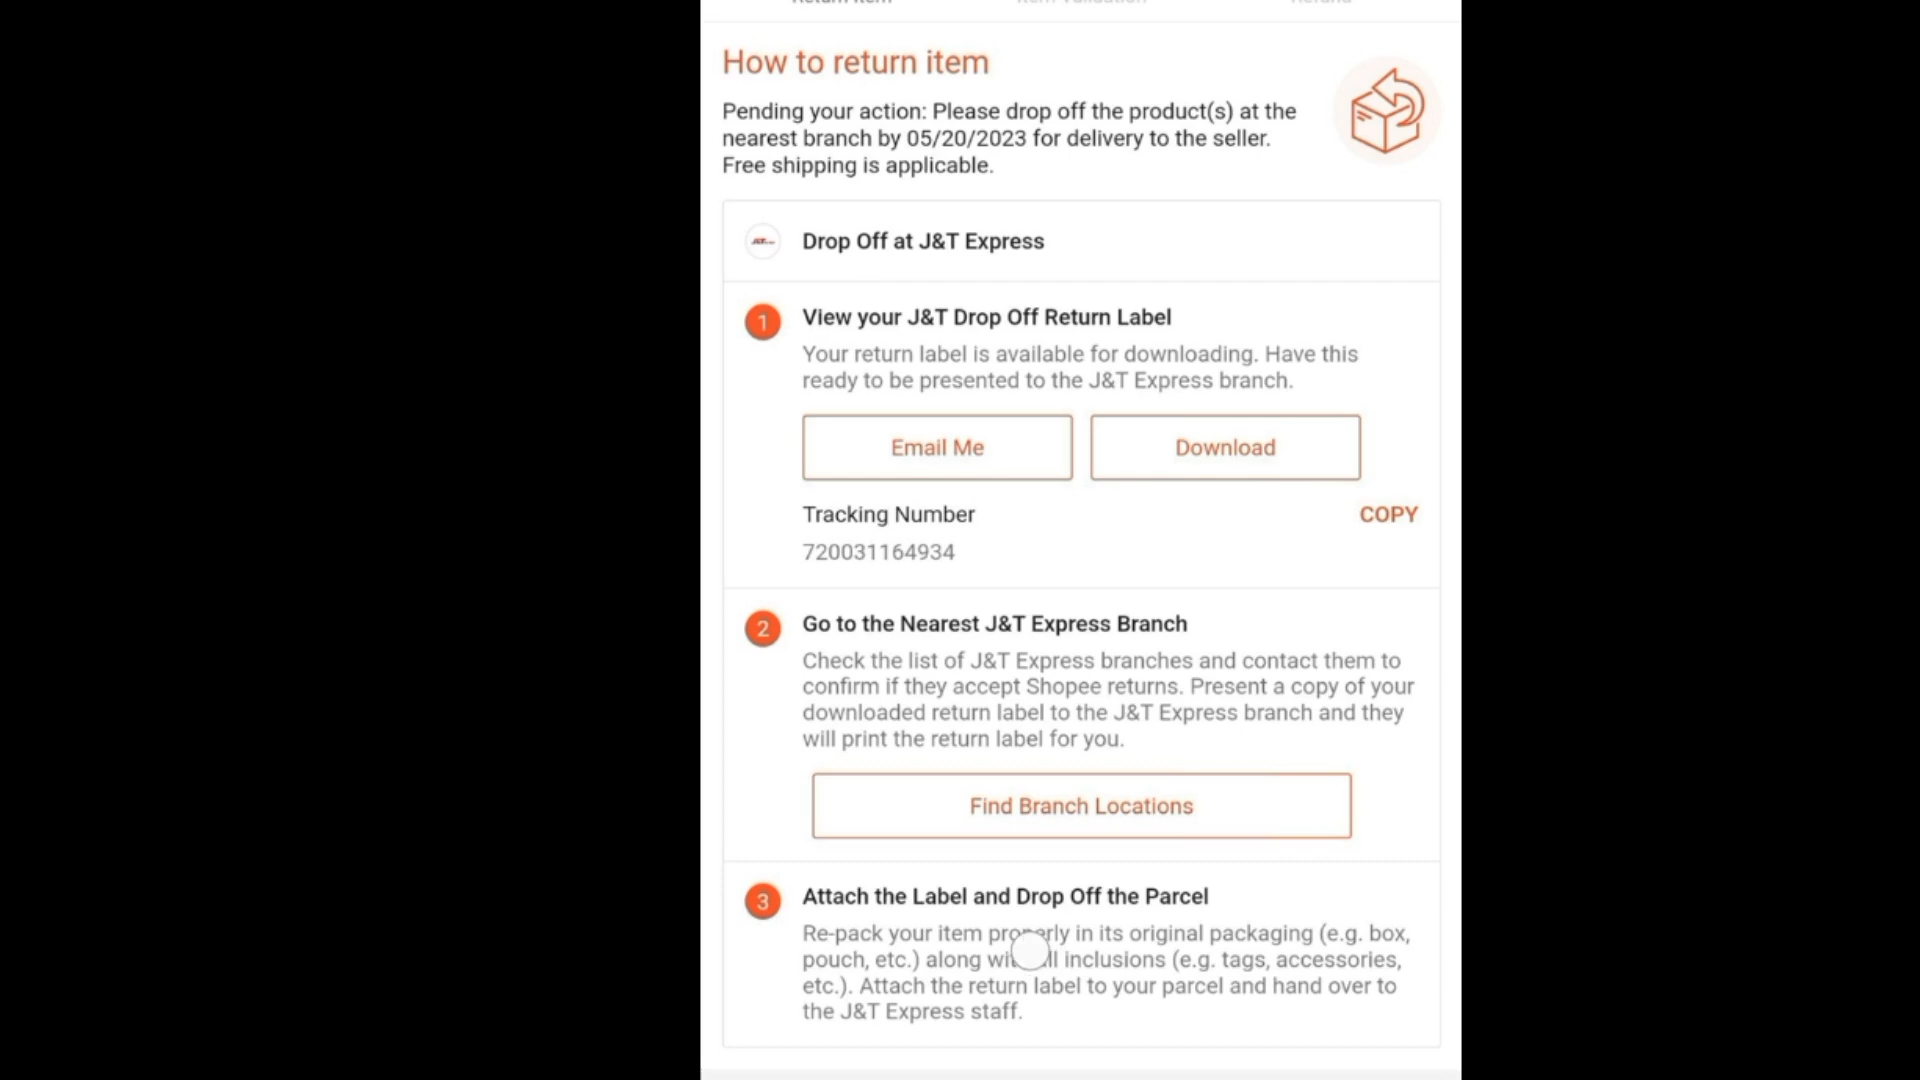 How to return item
Pending your action: Please drop off the product(s) at the
nearest branch by 05/20/2023 for delivery to the seller.
Free shipping is applicable.
Drop Off at J&T Express
1
View your J&T Drop Off Return Label
Your return label is available for downloading. Have this
ready to be presented to the J&T Express branch.
Email Me
Download
Tracking Number
COPY
720031164934
2
Go to the Nearest J&T Express Branch
Check the list of J&T Express branches and contact them to
confirm if they accept Shopee returns. Present a copy of your
downloaded return label to the J&T Express branch and they
will print the return label for you.
Find Branch Locations
3
Attach the Label and Drop Off the Parcel
Re-pack your item properly in its original packaging (e.g. box,
pouch, etc.) along with all inclusions (e.g. tags, accessories,
etc.). Attach the return label to your parcel and hand over to
the J&T Express staff.